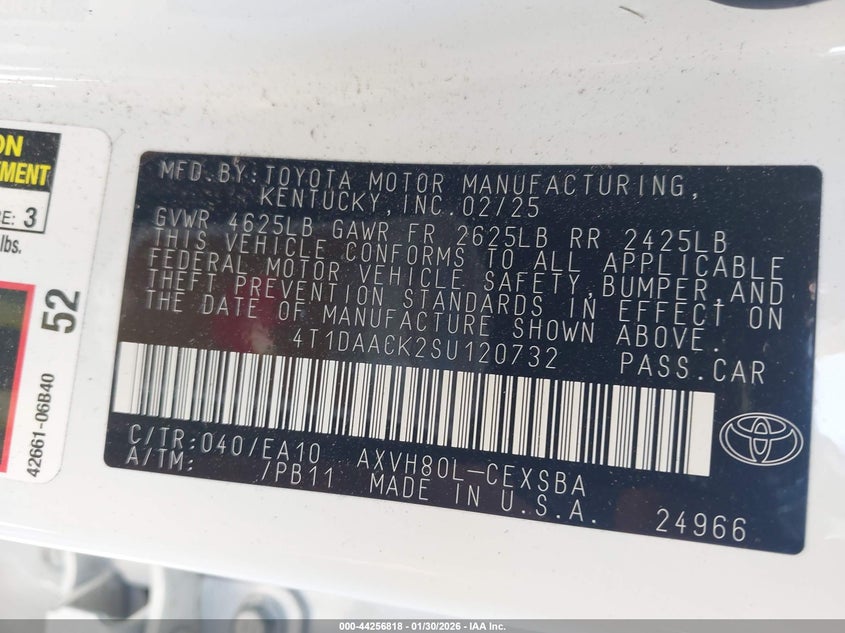 ON
TMENT
E: 3
lbs.
52
42661-06B40
MFD.BY:TOYOTA MOTOR MANUFACTURING,
KENTUCKY,INC.02/25
GVWR 4625LB GAWR FR 2625LB RR 2425LB
THIS VEHICLE CONFORMS TO ALL APPLICABLE
FEDERAL MOTOR VEHICLE SAFETY,BUMPER,AND
THEFT PREVENTION STANDARDS IN EFFECT ON
THE DATE OF MANUFACTURE SHOWN ABOVE.
4T1DAACK2SU120732 PASS.CAR
C/TR:040/EA10 AXVH80L-CEXSBA
A/TM: /PB11 MADE IN U.S.A.
24966
000-44256818 | 01/30/2026 – IAA Inc.